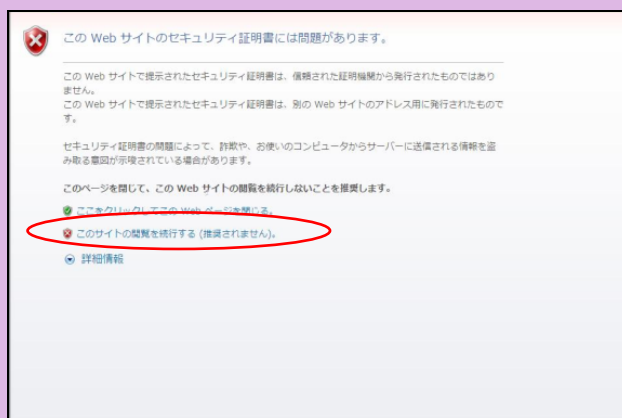 この Web サイトのセキュリティ証明書には問題があります。
この Web サイトで提示されたセキュリティ証明書は、信頼された証明機関から発行されたものではあり
ません。
この Web サイトで提示されたセキュリティ証明書は、別の Web サイトのアドレス用に発行されたもので
す。
セキュリティ証明書の問題によって、詐欺や、お使いのコンピュータからサーバーに送信される情報を盗
み取る意図が示唆されている場合があります。
このページを閉じて、この Web サイトの閲覧を続行しないことを推奨します。
ここをクリックしてこの Web ページを閉じる。
このサイトの閲覧を続行する (推奨されません)。
詳細情報